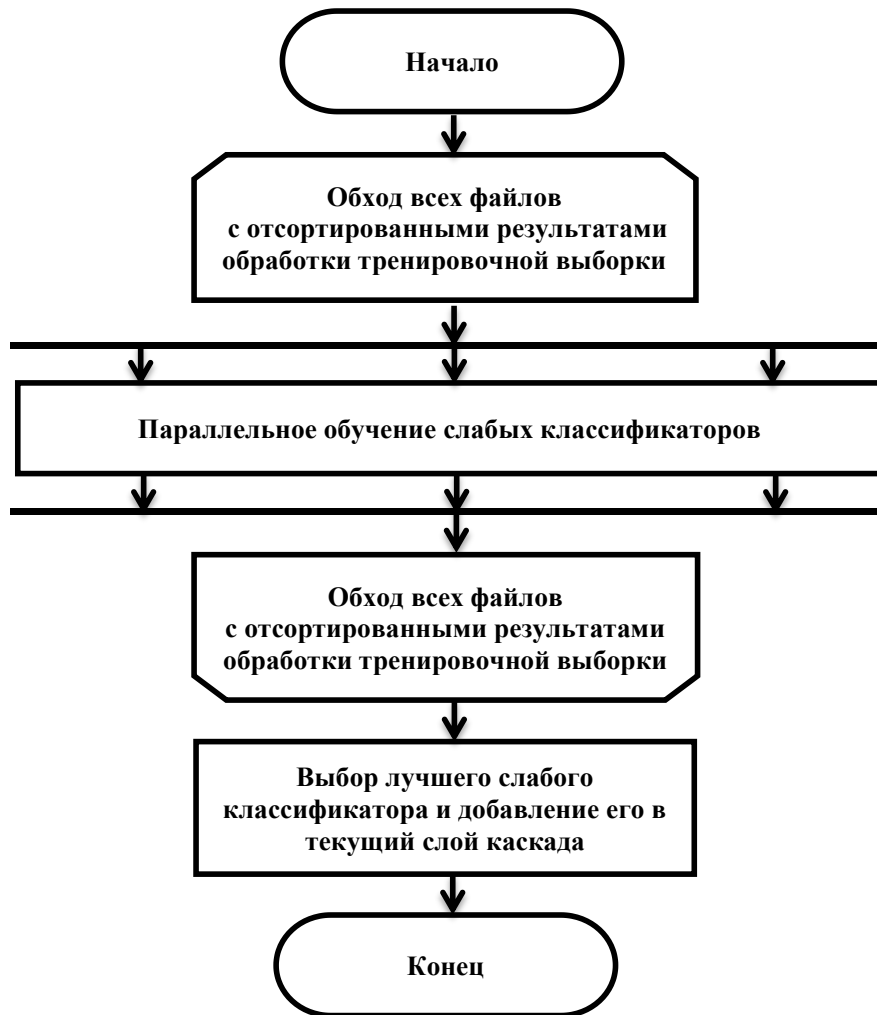 Начало
Обход всех файлов
с отсортированными результатами
обработки тренировочной выборки
Параллельное обучение слабых классификаторов
Обход всех файлов
с отсортированными результатами
обработки тренировочной выборки
Выбор лучшего слабого
классификатора и добавление его в
текущий слой каскада
Конец